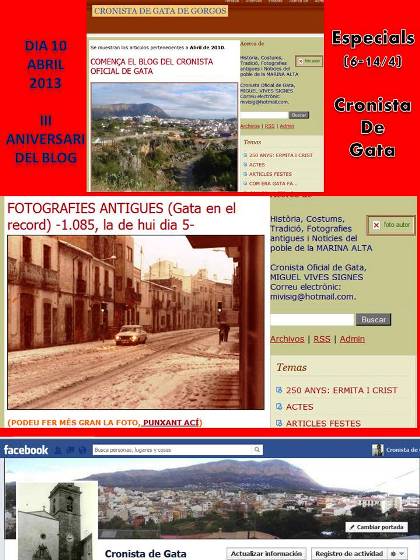 CRONISTA DE GATA DE GORGOS
DIA 10
ABRIL
2013
III
ANIVERSARI
DEL BLOG
Especials
(6-14/4)
Cronista
De
Gata
Se muestran los artículos pertenecientes a Abril de 2010.
COMENÇA EL BLOG DEL CRONISTA
OFICIAL DE GATA
Acerca de
Història, Costums,
Tradició, Fotografies
antigues i Noticies del
poble de la MARINA ALTA
Cronista Oficial de Gata,
MIGUEL VIVES SIGNES
Correu electrònic:
mivisig@hotmail.com.
foto autor
Buscar
Archivos | RSS | Admin
Temas
250 ANYS: ERMITA I CRIST
ACTES
ARTICLES FESTES
COM ERA GATA FA...
FOTOGRAFIES ANTIGUES (Gata en el
record) -1.085, la de hui dia 5-
Història, Costums,
Tradició, Fotografies
antigues i Noticies del
poble de la MARINA ALTA
Cronista Oficial de Gata,
MIGUEL VIVES SIGNES
Correu electrònic:
mivisig@hotmail.com.
foto autor
Buscar
Archivos | RSS | Admin
Temas
250 ANYS: ERMITA I CRIST
ACTES
ARTICLES FESTES
(PODEU FER MÉS GRAN LA FOTO, PUNXANT ACÍ)
facebook
Busca personas, lugares y cosas
Cronista de
Cambiar portada
Cronista de Gata
Actualizar información
Registro de actividad